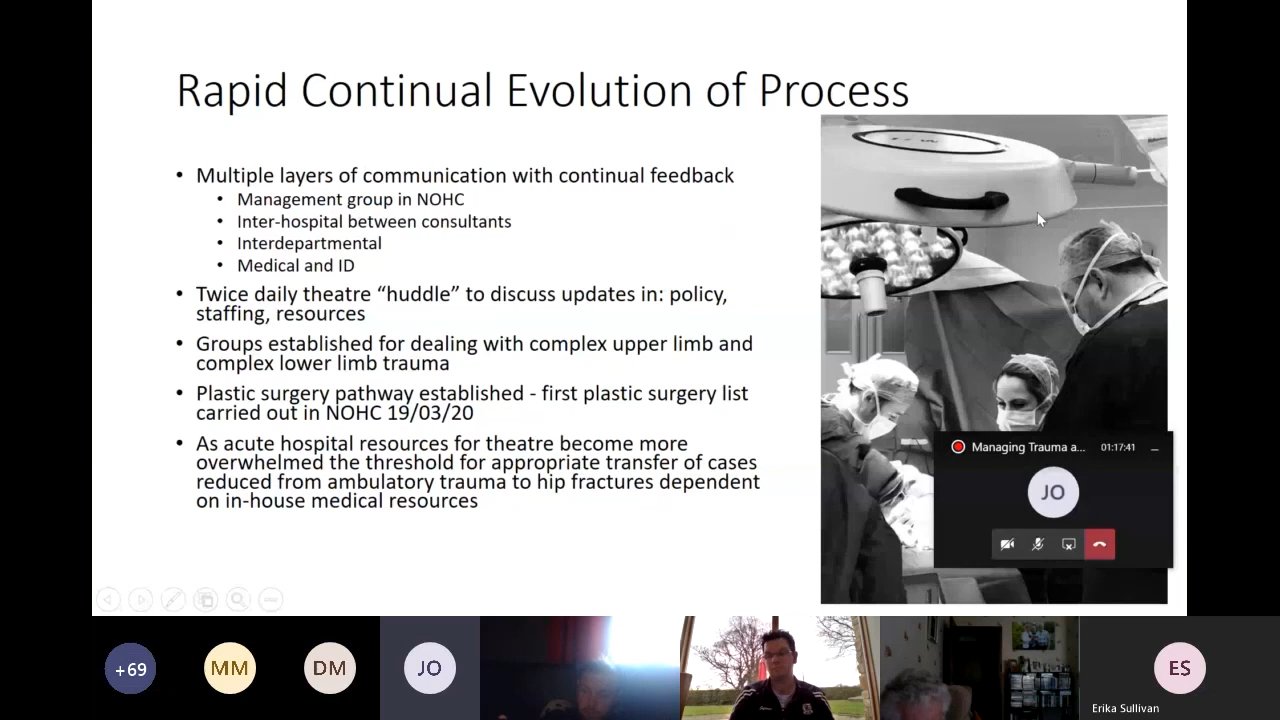 Rapid Continual Evolution of Process
• Multiple layers of communication with continual feedback
• Management group in NOHC
• Inter-hospital between consultants
• Interdepartmental
• Medical and ID
• Twice daily theatre “huddle” to discuss updates in: policy,
staffing, resources
• Groups established for dealing with complex upper limb and
complex lower limb trauma
• Plastic surgery pathway established - first plastic surgery list
carried out in NOHC 19/03/20
• As acute hospital resources for theatre become more
overwhelmed the threshold for appropriate transfer of cases
reduced from ambulatory trauma to hip fractures dependent
on in-house medical resources
Managing Trauma a... 01:17:41
JO
+69
MM
DM
JO
ES
Erika Sullivan